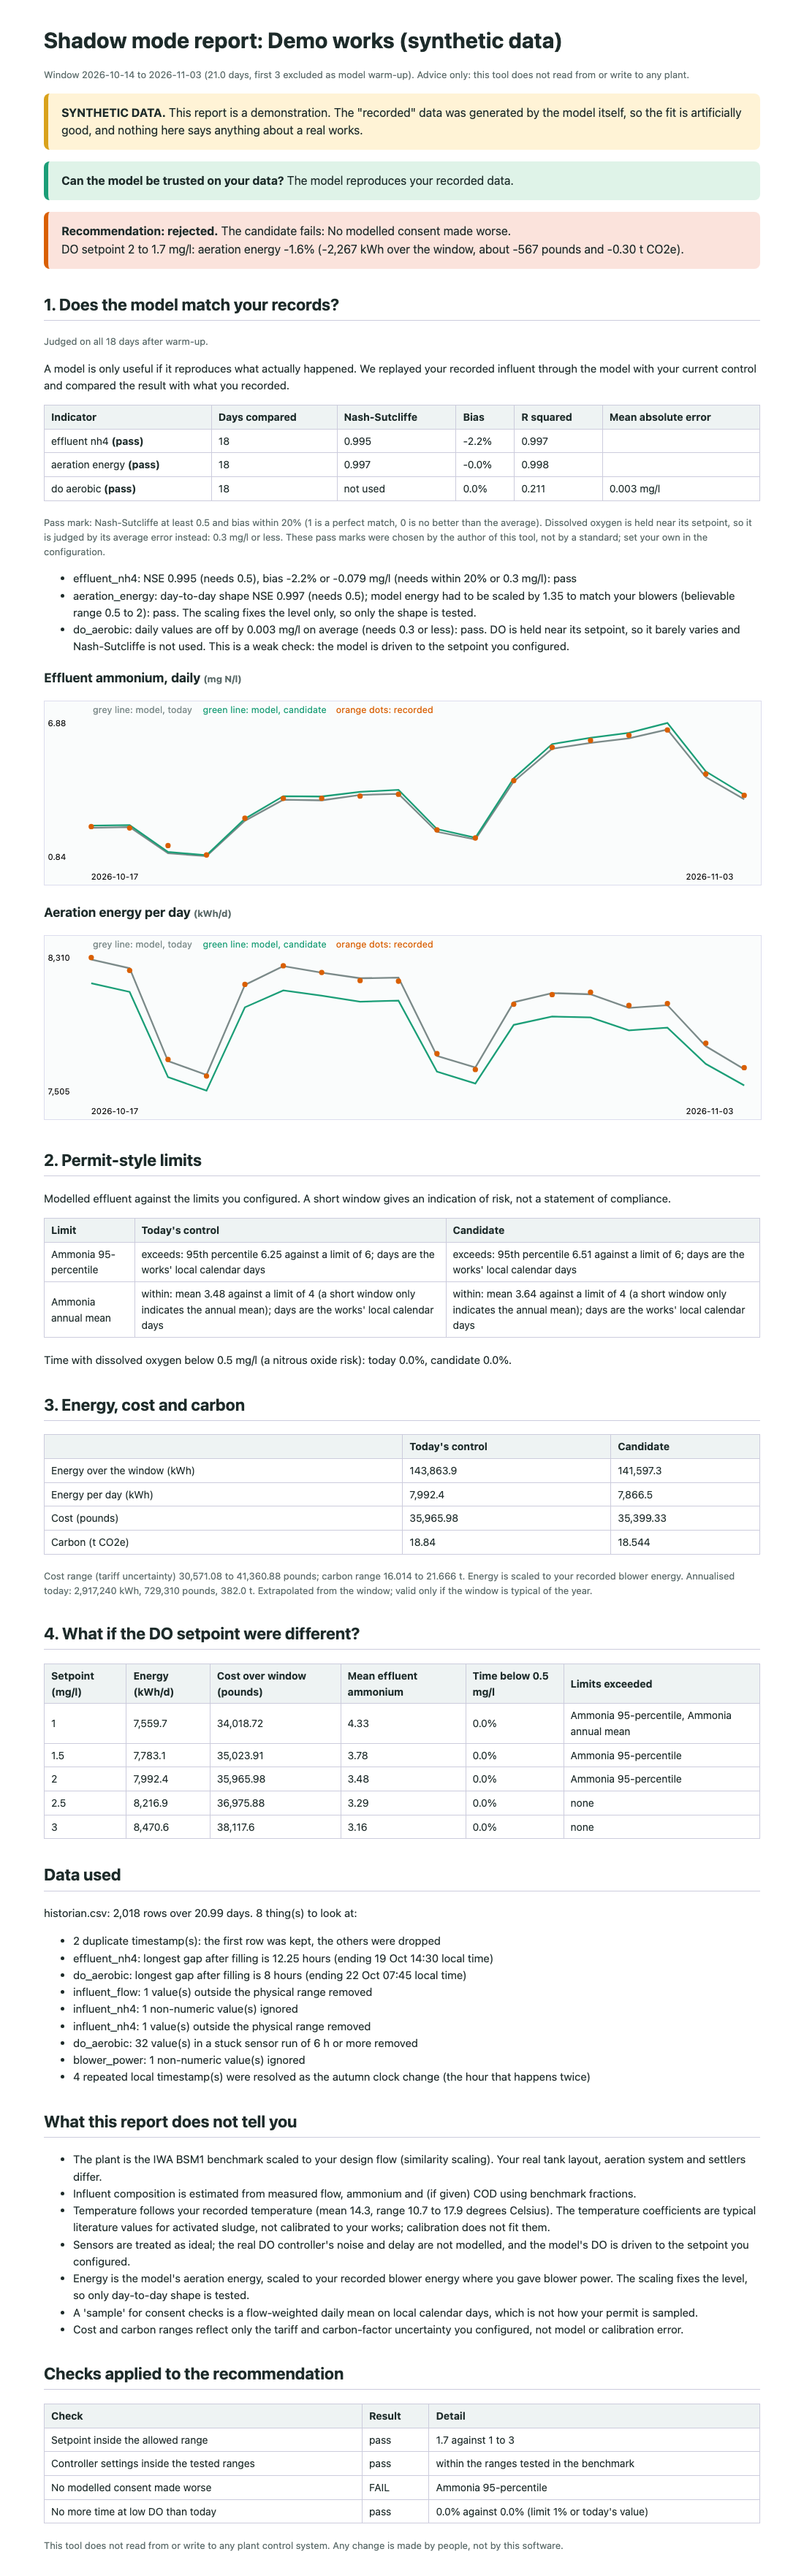 Shadow mode report: Demo works (synthetic data)
Window 2026-10-14 to 2026-11-03 (21.0 days, first 3 excluded as model warm-up). Advice only: this tool does not read from or write to any plant.
SYNTHETIC DATA. This report is a demonstration. The "recorded" data was generated by the model itself, so the fit is artificially
good, and nothing here says anything about a real works.
Can the model be trusted on your data? The model reproduces your recorded data.
Recommendation: rejected. The candidate fails: No modelled consent made worse.
DO setpoint 2 to 1.7 mg/l: aeration energy -1.6% (-2,267 kWh over the window, about -567 pounds and -0.30 t CO2e).
1. Does the model match your records?
Judged on all 18 days after warm-up.
A model is only useful if it reproduces what actually happened. We replayed your recorded influent through the model with your current control
and compared the result with what you recorded.
Indicator Days compared Nash-Sutcliffe Bias R squared Mean absolute error
effluent nh4 (pass) 18 0.995 -2.2% 0.997
aeration energy (pass) 18 0.997 -0.0% 0.998
do aerobic (pass) 18 not used 0.0% 0.211 0.003 mg/l
Pass mark: Nash-Sutcliffe at least 0.5 and bias within 20% (1 is a perfect match, 0 is no better than the average). Dissolved oxygen is held near its setpoint, so it
is judged by its average error instead: 0.3 mg/l or less. These pass marks were chosen by the author of this tool, not by a standard; set your own in the
configuration.
• effluent_nh4: NSE 0.995 (needs 0.5), bias -2.2% or -0.079 mg/l (needs within 20% or 0.3 mg/l): pass
• aeration_energy: day-to-day shape NSE 0.997 (needs 0.5); model energy had to be scaled by 1.35 to match your blowers (believable
range 0.5 to 2): pass. The scaling fixes the level only, so only the shape is tested.
• do_aerobic: daily values are off by 0.003 mg/l on average (needs 0.3 or less): pass. DO is held near its setpoint, so it barely varies and
Nash-Sutcliffe is not used. This is a weak check: the model is driven to the setpoint you configured.
Effluent ammonium, daily (mg N/l)
grey line: model, today green line: model, candidate orange dots: recorded
6.88
0.84
2026-10-17 2026-11-03
Aeration energy per day (kWh/d)
grey line: model, today green line: model, candidate orange dots: recorded
8,310
7,505
2026-10-17 2026-11-03
2. Permit-style limits
Modelled effluent against the limits you configured. A short window gives an indication of risk, not a statement of compliance.
Limit Today's control Candidate
Ammonia 95-percentile exceeds: 95th percentile 6.25 against a limit of 6; days are the works' local calendar days exceeds: 95th percentile 6.51 against a limit of 6; days are the works' local calendar days
Ammonia annual mean within: mean 3.48 against a limit of 4 (a short window only indicates the annual mean); days are the works' local calendar days within: mean 3.64 against a limit of 4 (a short window only indicates the annual mean); days are the works' local calendar days
Time with dissolved oxygen below 0.5 mg/l (a nitrous oxide risk): today 0.0%, candidate 0.0%.
3. Energy, cost and carbon
Today's control Candidate
Energy over the window (kWh) 143,863.9 141,597.3
Energy per day (kWh) 7,992.4 7,866.5
Cost (pounds) 35,965.98 35,399.33
Carbon (t CO2e) 18.84 18.544
Cost range (tariff uncertainty) 30,571.08 to 41,360.88 pounds; carbon range 16.014 to 21.666 t. Energy is scaled to your recorded blower energy. Annualised
today: 2,917,240 kWh, 729,310 pounds, 382.0 t. Extrapolated from the window; valid only if the window is typical of the year.
4. What if the DO setpoint were different?
Setpoint (mg/l) Energy (kWh/d) Cost over window (pounds) Mean effluent ammonium Time below 0.5 mg/l Limits exceeded
1 7,559.7 34,018.72 4.33 0.0% Ammonia 95-percentile, Ammonia annual mean
1.5 7,783.1 35,023.91 3.78 0.0% Ammonia 95-percentile
2 7,992.4 35,965.98 3.48 0.0% Ammonia 95-percentile
2.5 8,216.9 36,975.88 3.29 0.0% none
3 8,470.6 38,117.6 3.16 0.0% none
Data used
historian.csv: 2,018 rows over 20.99 days. 8 thing(s) to look at:
• 2 duplicate timestamp(s): the first row was kept, the others were dropped
• effluent_nh4: longest gap after filling is 12.25 hours (ending 19 Oct 14:30 local time)
• do_aerobic: longest gap after filling is 8 hours (ending 22 Oct 07:45 local time)
• influent_flow: 1 value(s) outside the physical range removed
• influent_nh4: 1 non-numeric value(s) ignored
• influent_nh4: 1 value(s) outside the physical range removed
• do_aerobic: 32 value(s) in a stuck sensor run of 6 h or more removed
• blower_power: 1 non-numeric value(s) ignored
• 4 repeated local timestamp(s) were resolved as the autumn clock change (the hour that happens twice)
What this report does not tell you
• The plant is the IWA BSM1 benchmark scaled to your design flow (similarity scaling). Your real tank layout, aeration system and settlers
differ.
• Influent composition is estimated from measured flow, ammonium and (if given) COD using benchmark fractions.
• Temperature follows your recorded temperature (mean 14.3, range 10.7 to 17.9 degrees Celsius). The temperature coefficients are typical
literature values for activated sludge, not calibrated to your works; calibration does not fit them.
• Sensors are treated as ideal; the real DO controller's noise and delay are not modelled, and the model's DO is driven to the setpoint you
configured.
• Energy is the model's aeration energy, scaled to your recorded blower energy where you gave blower power. The scaling fixes the level,
so only day-to-day shape is tested.
• A 'sample' for consent checks is a flow-weighted daily mean on local calendar days, which is not how your permit is sampled.
• Cost and carbon ranges reflect only the tariff and carbon-factor uncertainty you configured, not model or calibration error.
Checks applied to the recommendation
Check Result Detail
Setpoint inside the allowed range pass 1.7 against 1 to 3
Controller settings inside the tested ranges pass within the ranges tested in the benchmark
No modelled consent made worse FAIL Ammonia 95-percentile
No more time at low DO than today pass 0.0% against 0.0% (limit 1% or today's value)
This tool does not read from or write to any plant control system. Any change is made by people, not by this software.